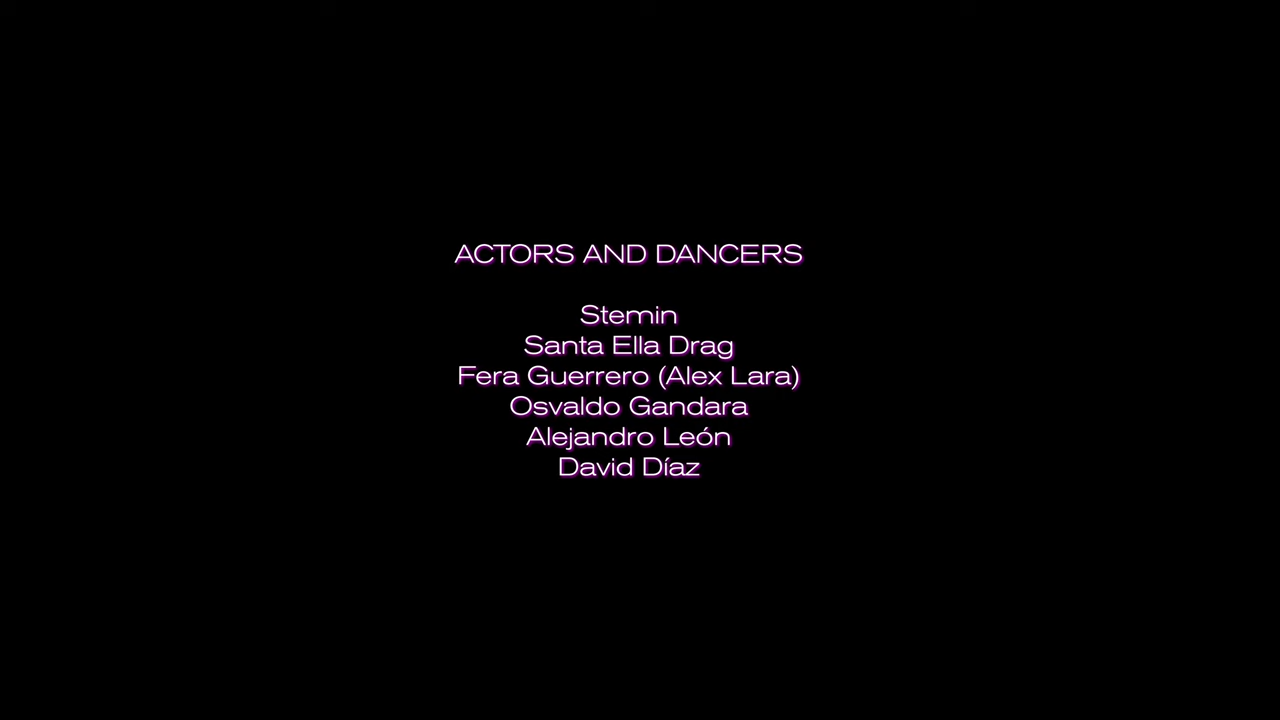 ACTORS AND DANCERS
Stemin
Santa Ella Drag
Fera Guerrero (Alex Lara)
Osvaldo Gandara
Alejandro León
David Díaz